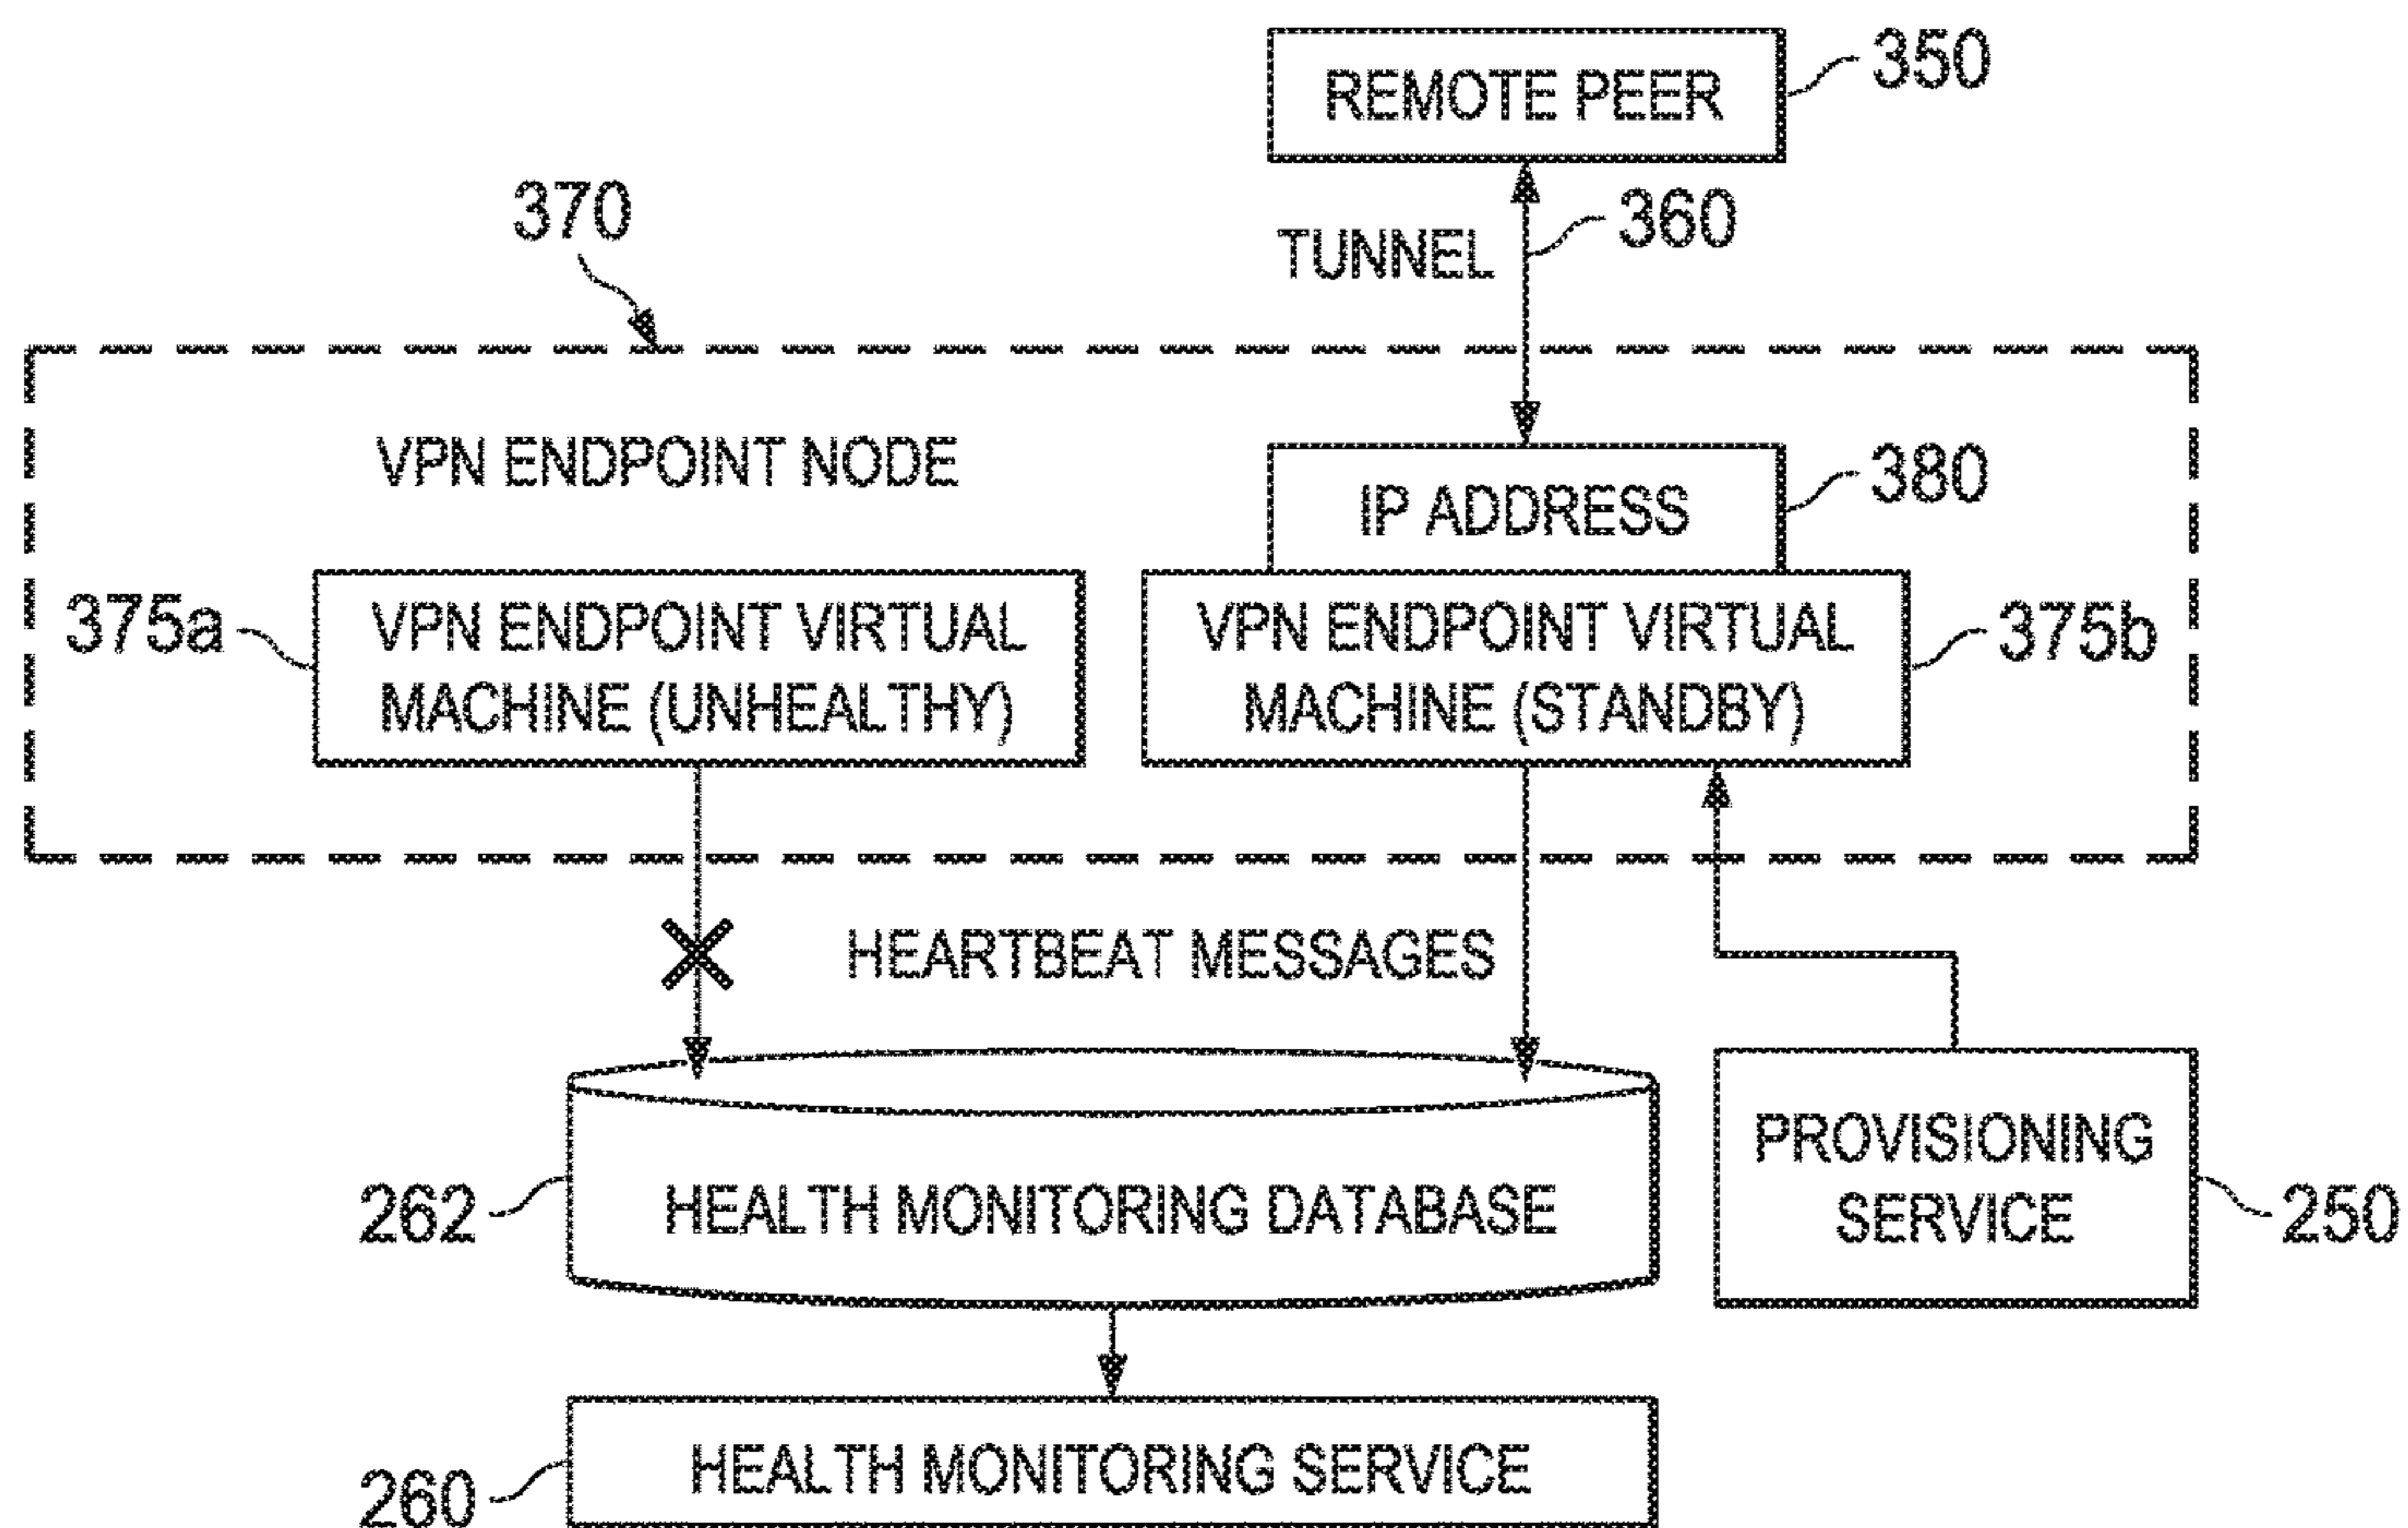 REMOTE PEER
350
370
TUNNEL
360
VPN ENDPOINT NODE
IP ADDRESS
380
375a
VPN ENDPOINT VIRTUAL
MACHINE (UNHEALTHY)
VPN ENDPOINT VIRTUAL
MACHINE (STANDBY)
375b
HEARTBEAT MESSAGES
262
HEALTH MONITORING DATABASE
PROVISIONING
SERVICE
250
260
HEALTH MONITORING SERVICE